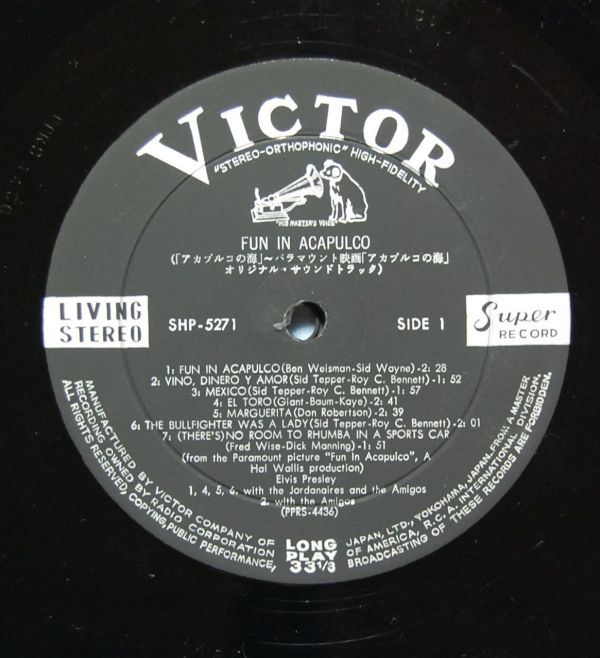 VICTOR
"STEREO-ORTHOPHONIC" HIGH-FIDELITY
"HIS MASTER'S VOICE"
FUN IN ACAPULCO
(「アカプルコの海」～パラマウント映画「アカプルコの海」
オリジナル・サウンドトラック)
LIVING
STEREO
SHP-5271
SIDE 1
Super
RECORD
1: FUN IN ACAPULCO(Ben Weisman-Sid Wayne)-2: 28
2: VINO, DINERO Y AMOR(Sid Tepper-Roy C. Bennett)-1: 52
3: MEXICO(Sid Tepper-Roy C. Bennett)-1: 57
4: EL TORO(Giant-Baum-Kaye)-2: 41
5: MARGUERITA(Don Robertson)-2: 39
6: THE BULLFIGHTER WAS A LADY(Sid Tepper-Roy C. Bennett)-2: 01
7: (THERE'S)NO ROOM TO RHUMBA IN A SPORTS CAR
(Fred Wise-Dick Manning)-1: 51
(from the Paramount picture "Fun In Acapulco", A
Hal Wallis production)
Elvis Presley
1, 4, 5, 6, with the Jordanaires and the Amigos
2. with the Amigos
(PPRS-4436)
LONG
PLAY
33 1/3
MANUFACTURED BY VICTOR COMPANY OF JAPAN, LTD., YOKOHAMA, JAPAN. FROM A MASTER
RECORDING OWNED BY RADIO CORPORATION OF AMERICA, R.C.A. INTERNATIONAL DIVISION.
ALL RIGHTS RESERVED, COPYING, PUBLIC PERFORMANCE, BROADCASTING OF THESE RECORDS ARE FORBIDDEN.